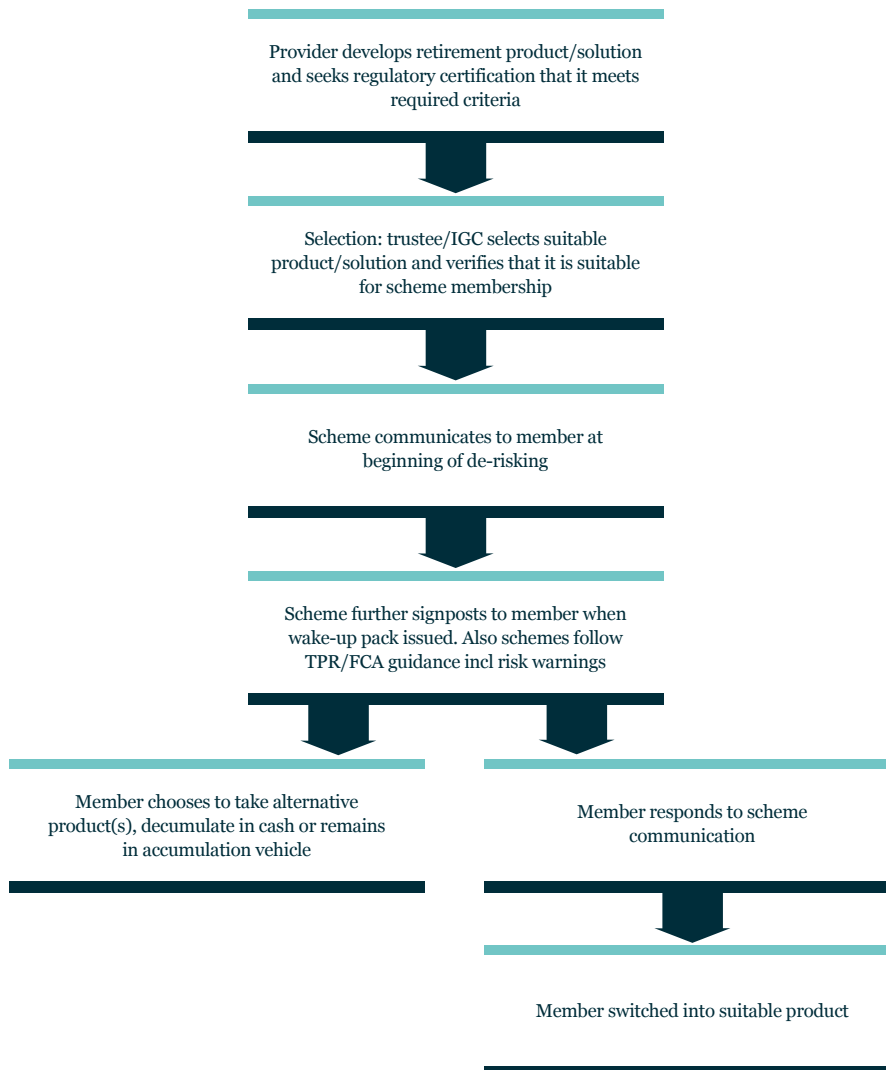 Provider develops retirement product/solution
and seeks regulatory certification that it meets
required criteria
Selection: trustee/IGC selects suitable
product/solution and verifies that it is suitable
for scheme membership
Scheme communicates to member at
beginning of de-risking
Scheme further signposts to member when
wake-up pack issued. Also schemes follow
TPR/FCA guidance incl risk warnings
Member chooses to take alternative
product(s), decumulate in cash or remains
in accumulation vehicle
Member responds to scheme
communication
Member switched into suitable product